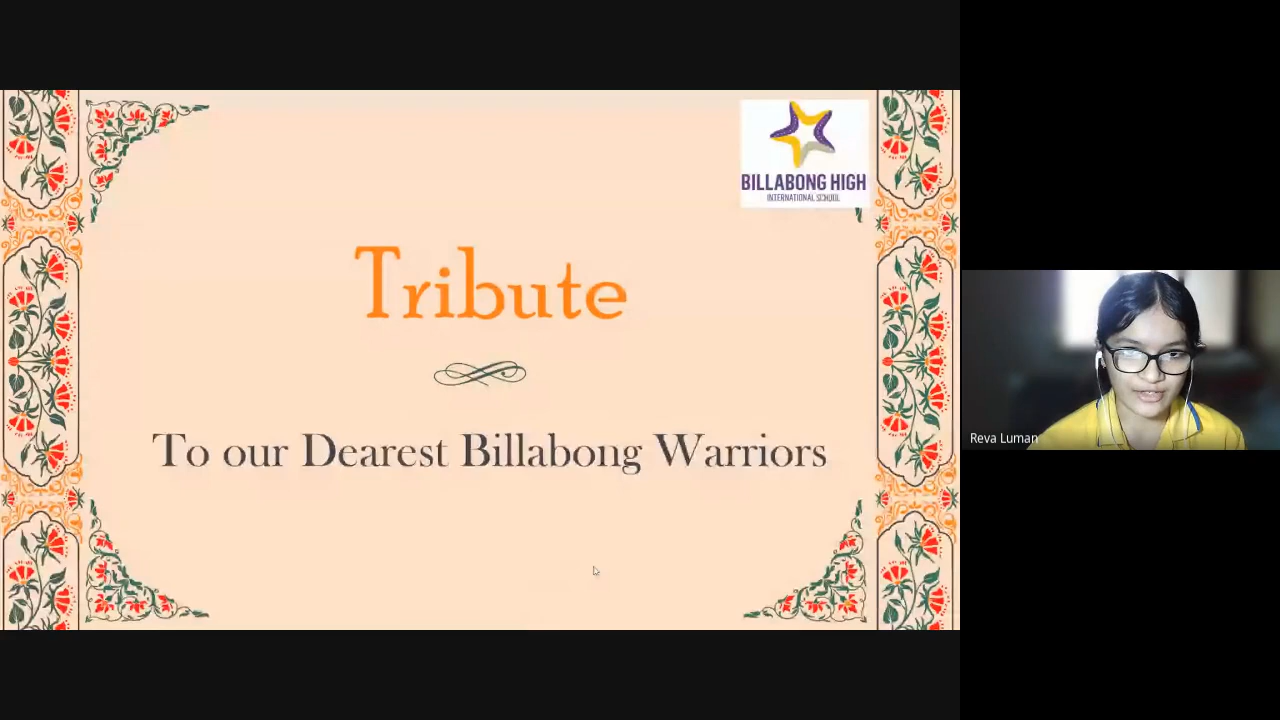 BILLABONG HIGH
INTERNATIONAL SCHOOL
Tribute
To our Dearest Billabong Warriors
Reva Luman